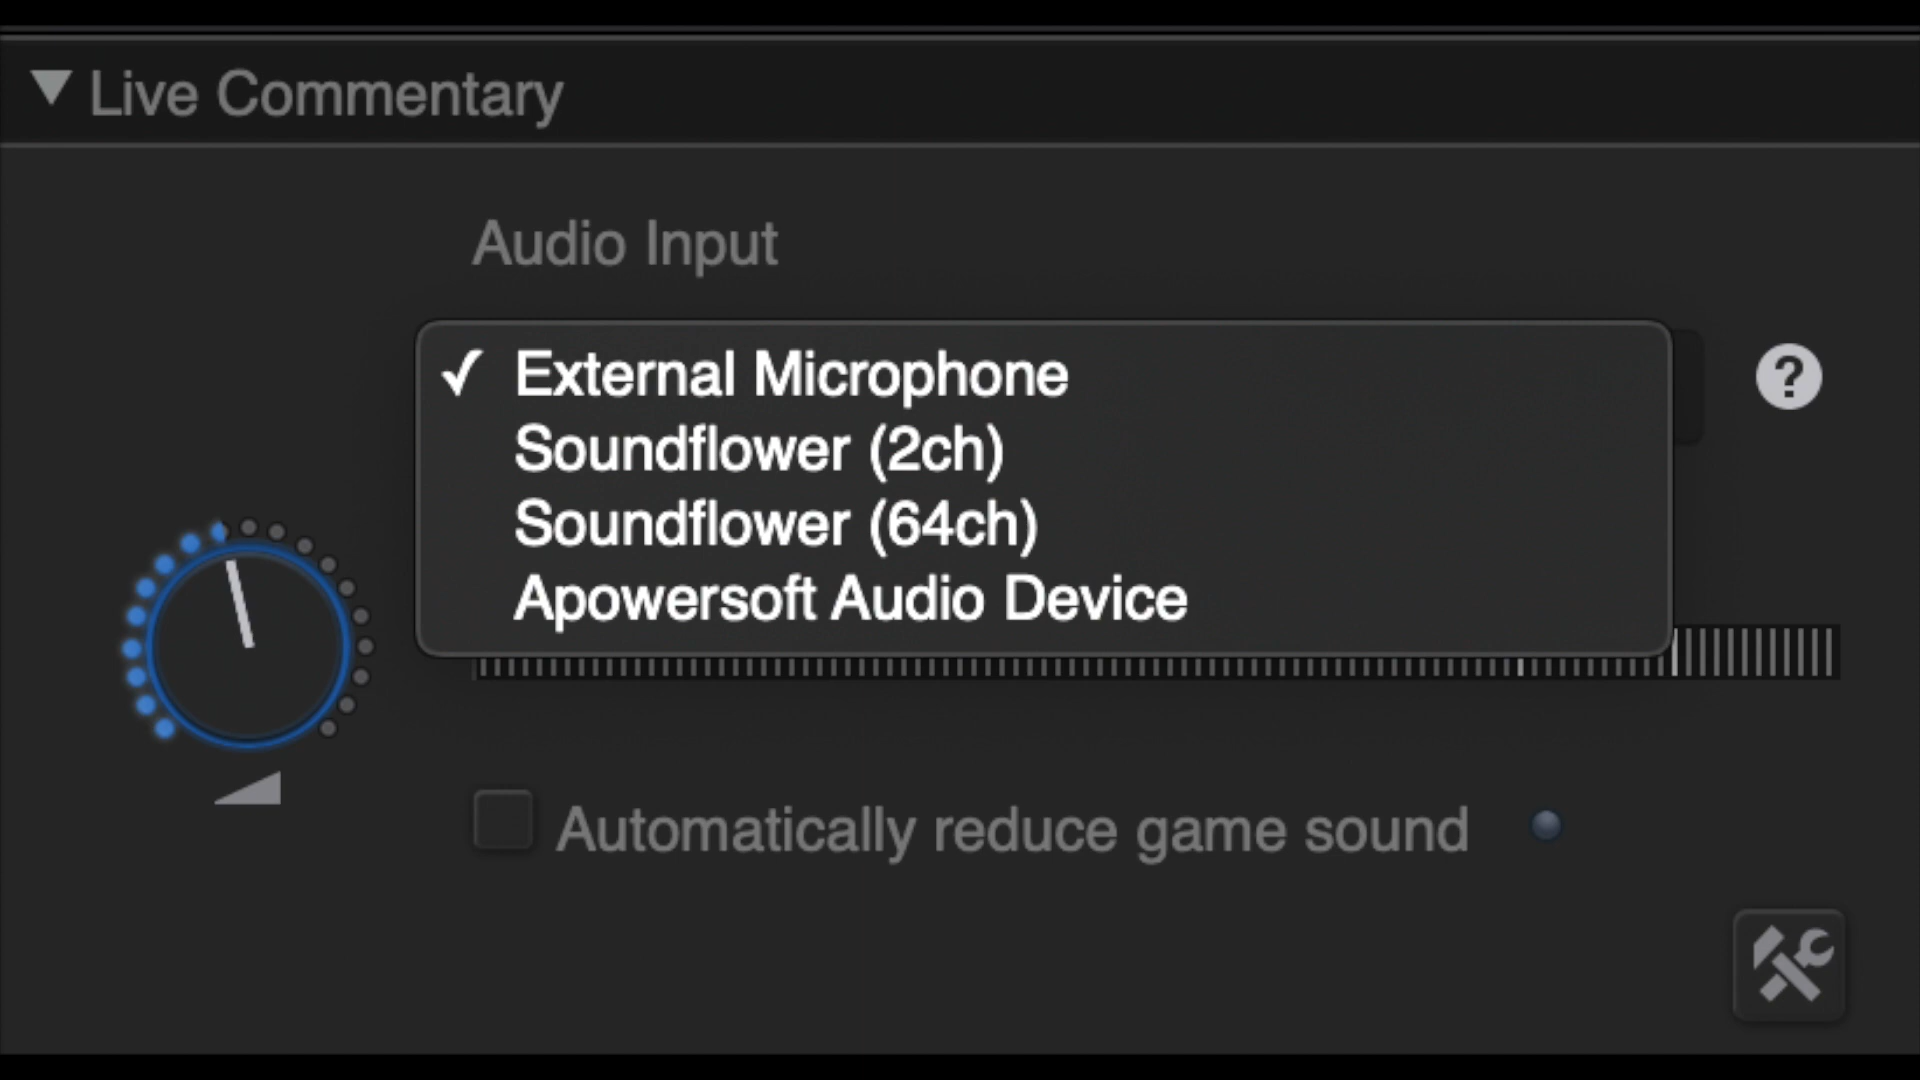 Live Commentary
Audio Input
✓ External Microphone
?
Soundflower (2ch)
Soundflower (64ch)
Apowersoft Audio Device
Automatically reduce game sound